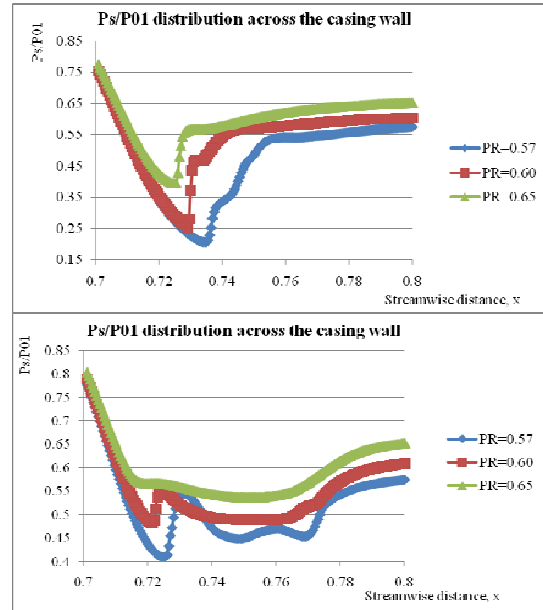 Ps/P01 distribution across the casing wall
Ps/P01
0.85
0.75
0.65
0.55
0.45
0.35
0.25
0.15
0.7
0.72
0.74
0.76
0.78
0.8
Streamwise distance, x
PR=0.57
PR=0.60
PR=0.65
Ps/P01 distribution across the casing wall
Ps/P01
0.85
0.8
0.75
0.7
0.65
0.6
0.55
0.5
0.45
0.4
0.7
0.72
0.74
0.76
0.78
0.8
Streamwise distance, x
PR=0.57
PR=0.60
PR=0.65